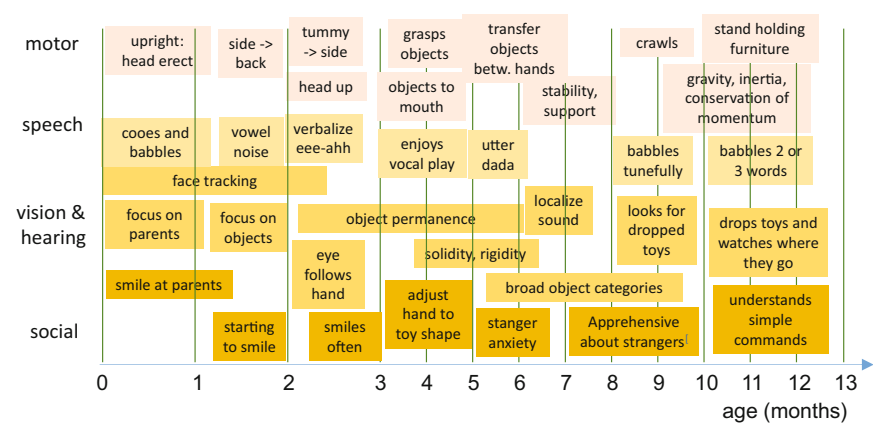 motor
upright:
head erect
side ->
back
tummy
-> side
head up
grasps
objects
objects to
mouth
transfer
objects
betw. hands
stability,
support
crawls
stand holding
furniture
gravity, inertia,
conservation of
momentum
speech
cooes and
babbles
vowel
noise
verbalize
eee-ahh
enjoys
vocal play
utter
dada
babbles
tunefully
babbles 2 or
3 words
vision &
hearing
face tracking
focus on
parents
focus on
objects
object permanence
localize
sound
eye
follows
hand
solidity, rigidity
broad object categories
looks for
dropped
toys
drops toys and
watches where
they go
social
smile at parents
starting
to smile
smiles
often
adjust
hand to
toy shape
stanger
anxiety
Apprehensive
about strangers[
understands
simple
commands
0 1 2 3 4 5 6 7 8 9 10 11 12 13
age (months)